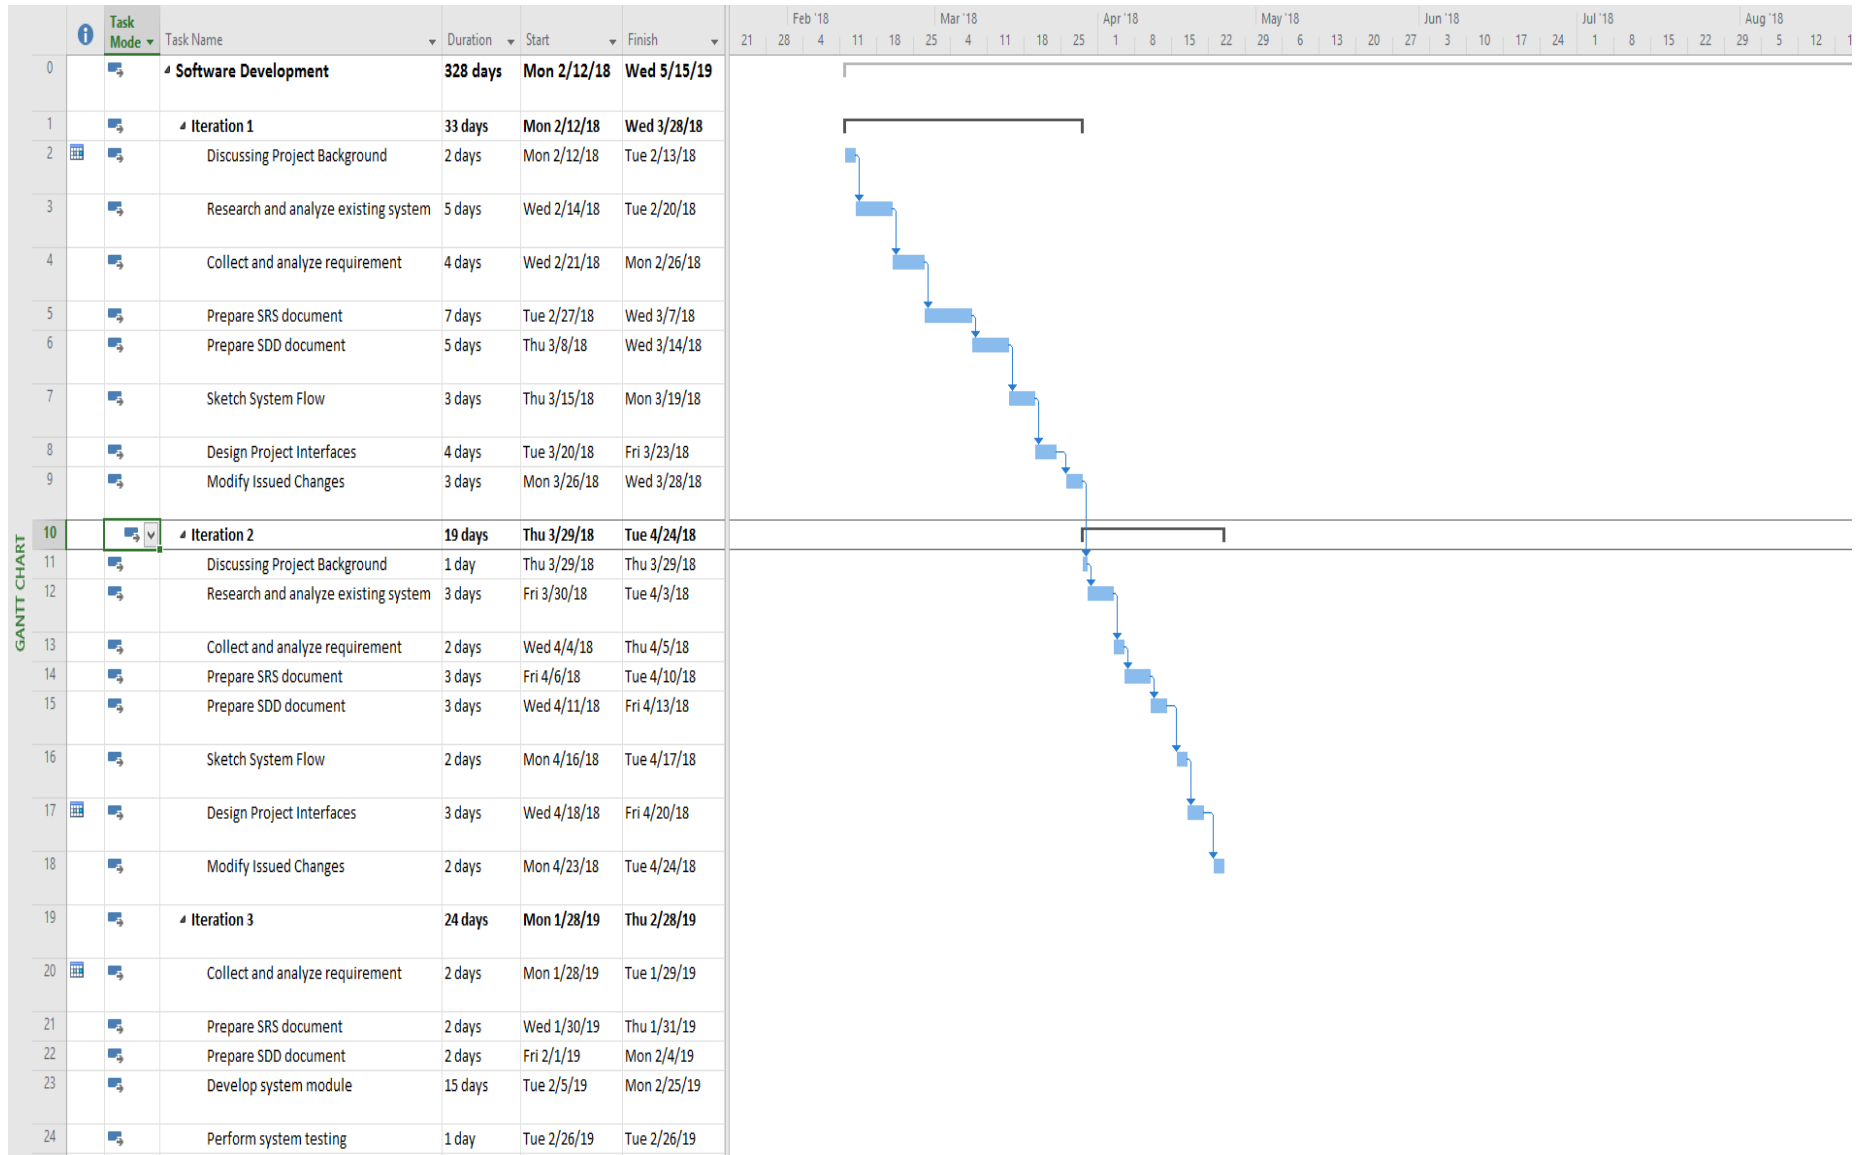 Task Mode Task Name Duration Start Finish
Feb '18 Mar '18 Apr '18 May '18 Jun '18 Jul '18 Aug '18
21 28 4 11 18 25 4 11 18 25 1 8 15 22 29 6 13 20 27 3 10 17 24 1 8 15 22 29 5 12 1
0 Software Development 328 days Mon 2/12/18 Wed 5/15/19
1 Iteration 1 33 days Mon 2/12/18 Wed 3/28/18
2 Discussing Project Background 2 days Mon 2/12/18 Tue 2/13/18
3 Research and analyze existing system 5 days Wed 2/14/18 Tue 2/20/18
4 Collect and analyze requirement 4 days Wed 2/21/18 Mon 2/26/18
5 Prepare SRS document 7 days Tue 2/27/18 Wed 3/7/18
6 Prepare SDD document 5 days Thu 3/8/18 Wed 3/14/18
7 Sketch System Flow 3 days Thu 3/15/18 Mon 3/19/18
8 Design Project Interfaces 4 days Tue 3/20/18 Fri 3/23/18
9 Modify Issued Changes 3 days Mon 3/26/18 Wed 3/28/18
10 Iteration 2 19 days Thu 3/29/18 Tue 4/24/18
11 Discussing Project Background 1 day Thu 3/29/18 Thu 3/29/18
12 Research and analyze existing system 3 days Fri 3/30/18 Tue 4/3/18
13 Collect and analyze requirement 2 days Wed 4/4/18 Thu 4/5/18
14 Prepare SRS document 3 days Fri 4/6/18 Tue 4/10/18
15 Prepare SDD document 3 days Wed 4/11/18 Fri 4/13/18
16 Sketch System Flow 2 days Mon 4/16/18 Tue 4/17/18
17 Design Project Interfaces 3 days Wed 4/18/18 Fri 4/20/18
18 Modify Issued Changes 2 days Mon 4/23/18 Tue 4/24/18
19 Iteration 3 24 days Mon 1/28/19 Thu 2/28/19
20 Collect and analyze requirement 2 days Mon 1/28/19 Tue 1/29/19
21 Prepare SRS document 2 days Wed 1/30/19 Thu 1/31/19
22 Prepare SDD document 2 days Fri 2/1/19 Mon 2/4/19
23 Develop system module 15 days Tue 2/5/19 Mon 2/25/19
24 Perform system testing 1 day Tue 2/26/19 Tue 2/26/19
GANTT CHART